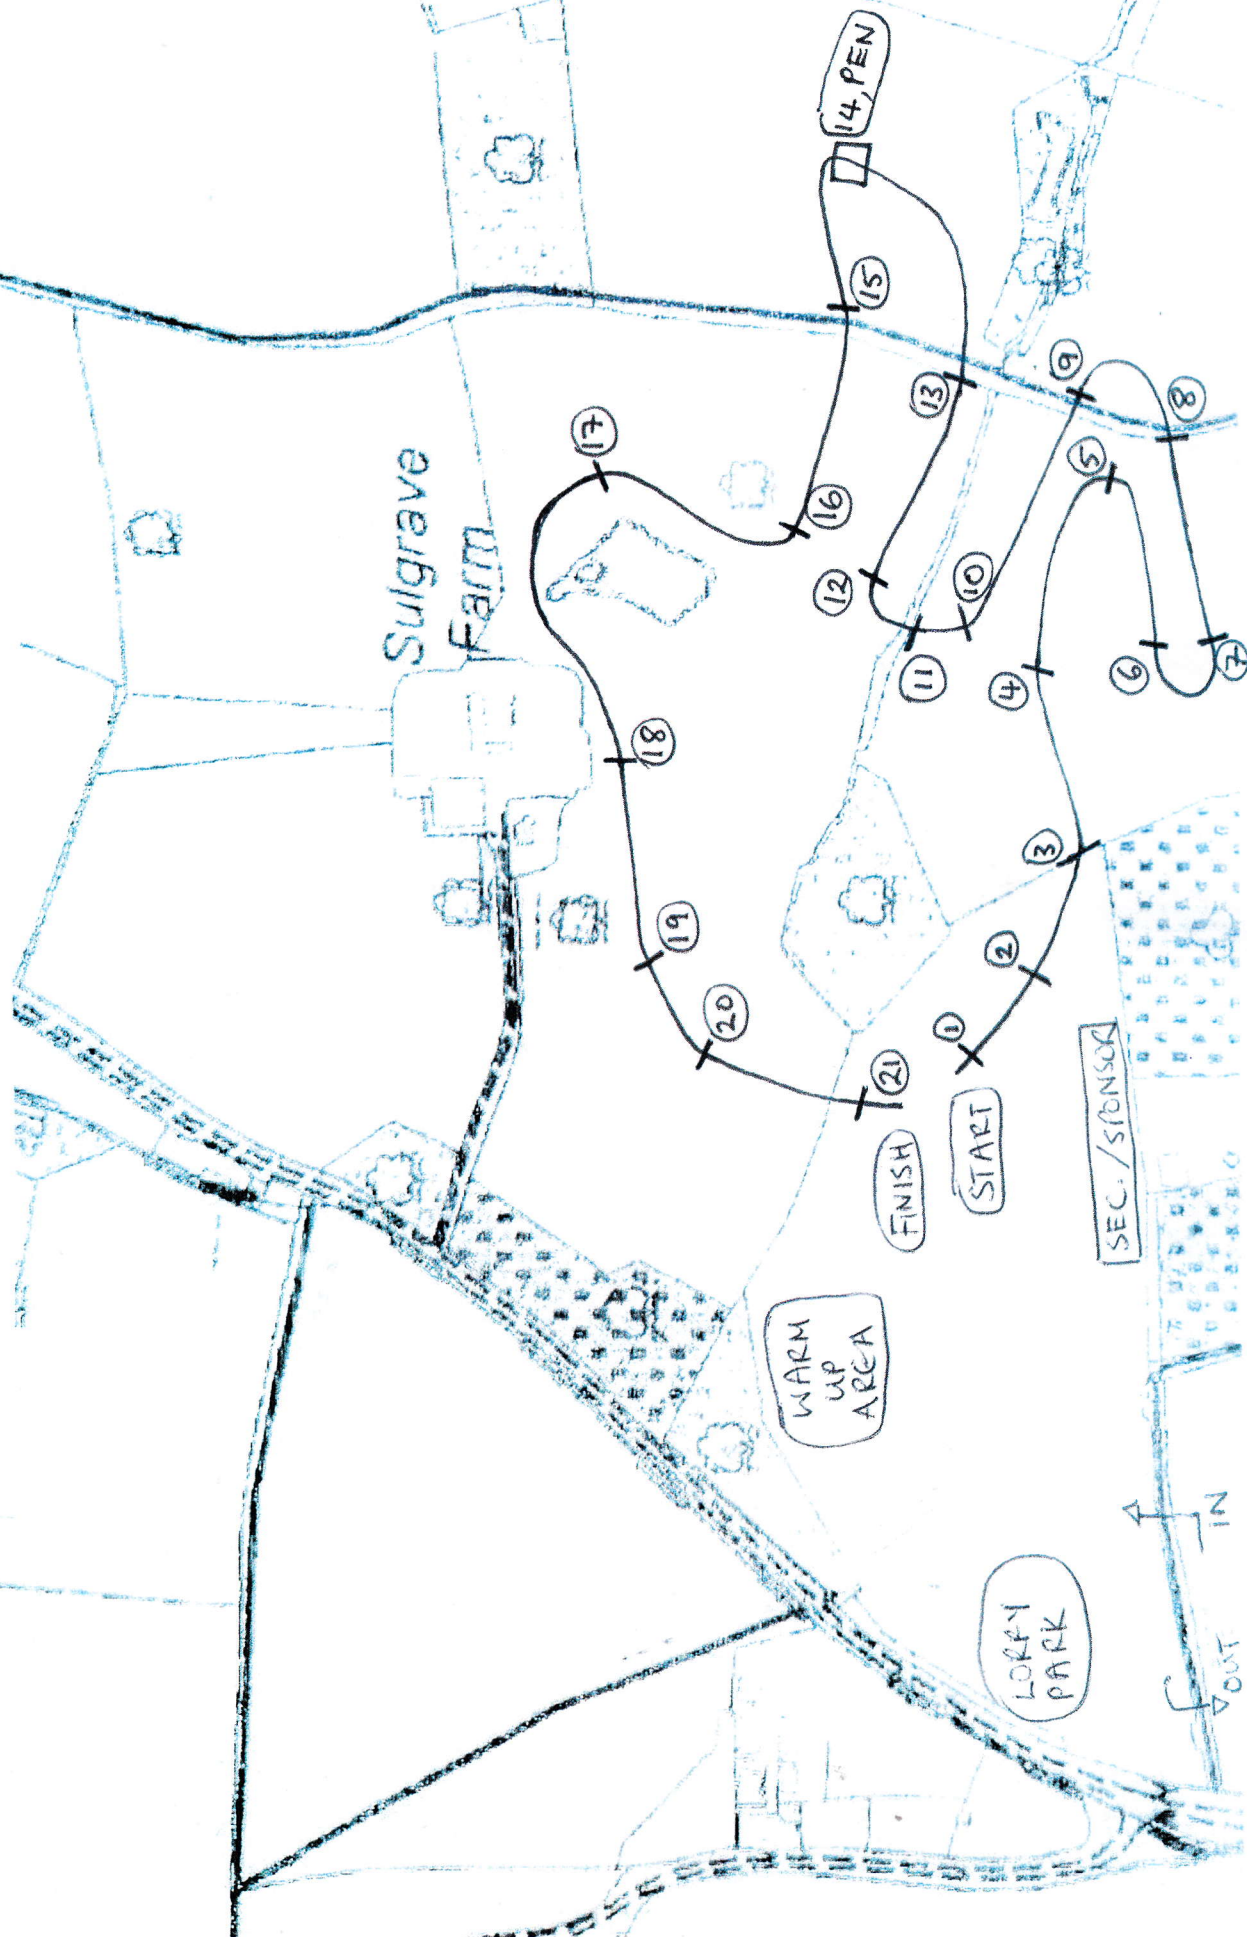 Sulgrave
Farm
14, PEN
15
13
9
8
5
17
16
12
10
11
4
6
7
18
3
19
2
20
1
21
START
FINISH
SEC. / SPONSOR
WARM
UP
AREA
LORRY
PARK
IN
OUT